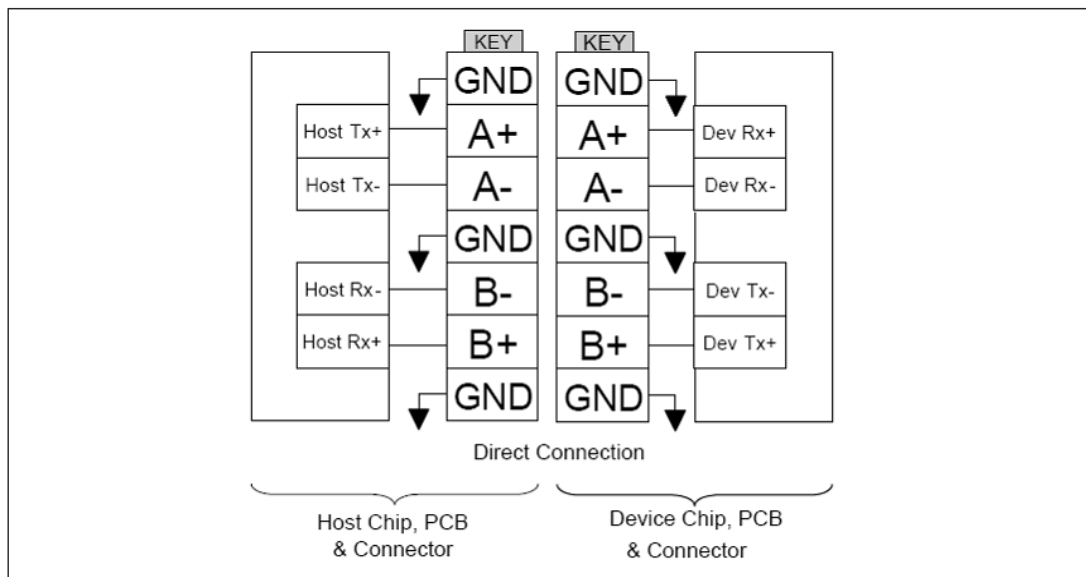 KEY KEY
GND GND
Host Tx+ A+ A+ Dev Rx+
Host Tx- A- A- Dev Rx-
GND GND
Host Rx- B- B- Dev Tx-
Host Rx+ B+ B+ Dev Tx+
GND GND
Direct Connection
Host Chip, PCB Device Chip, PCB
& Connector & Connector